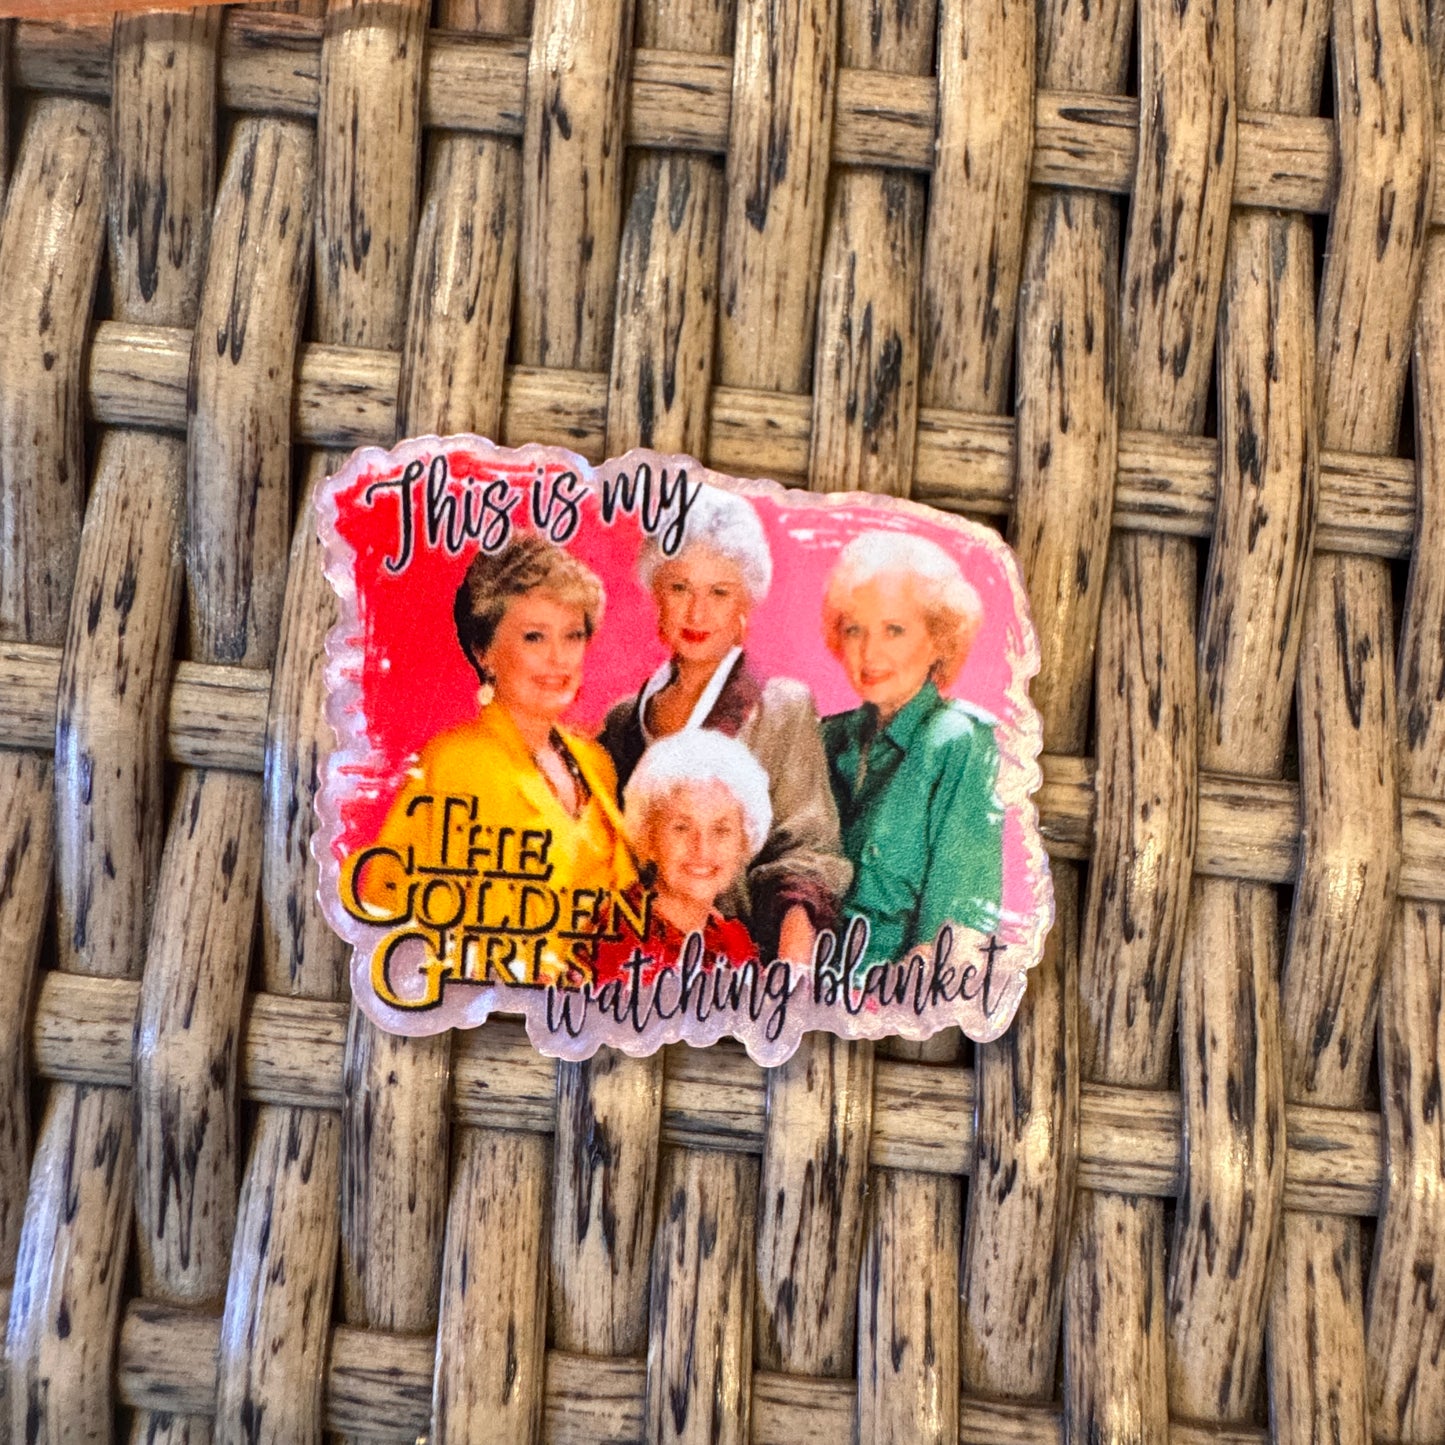 This is my
THE
GOLDEN
GIRLS
watching blanket